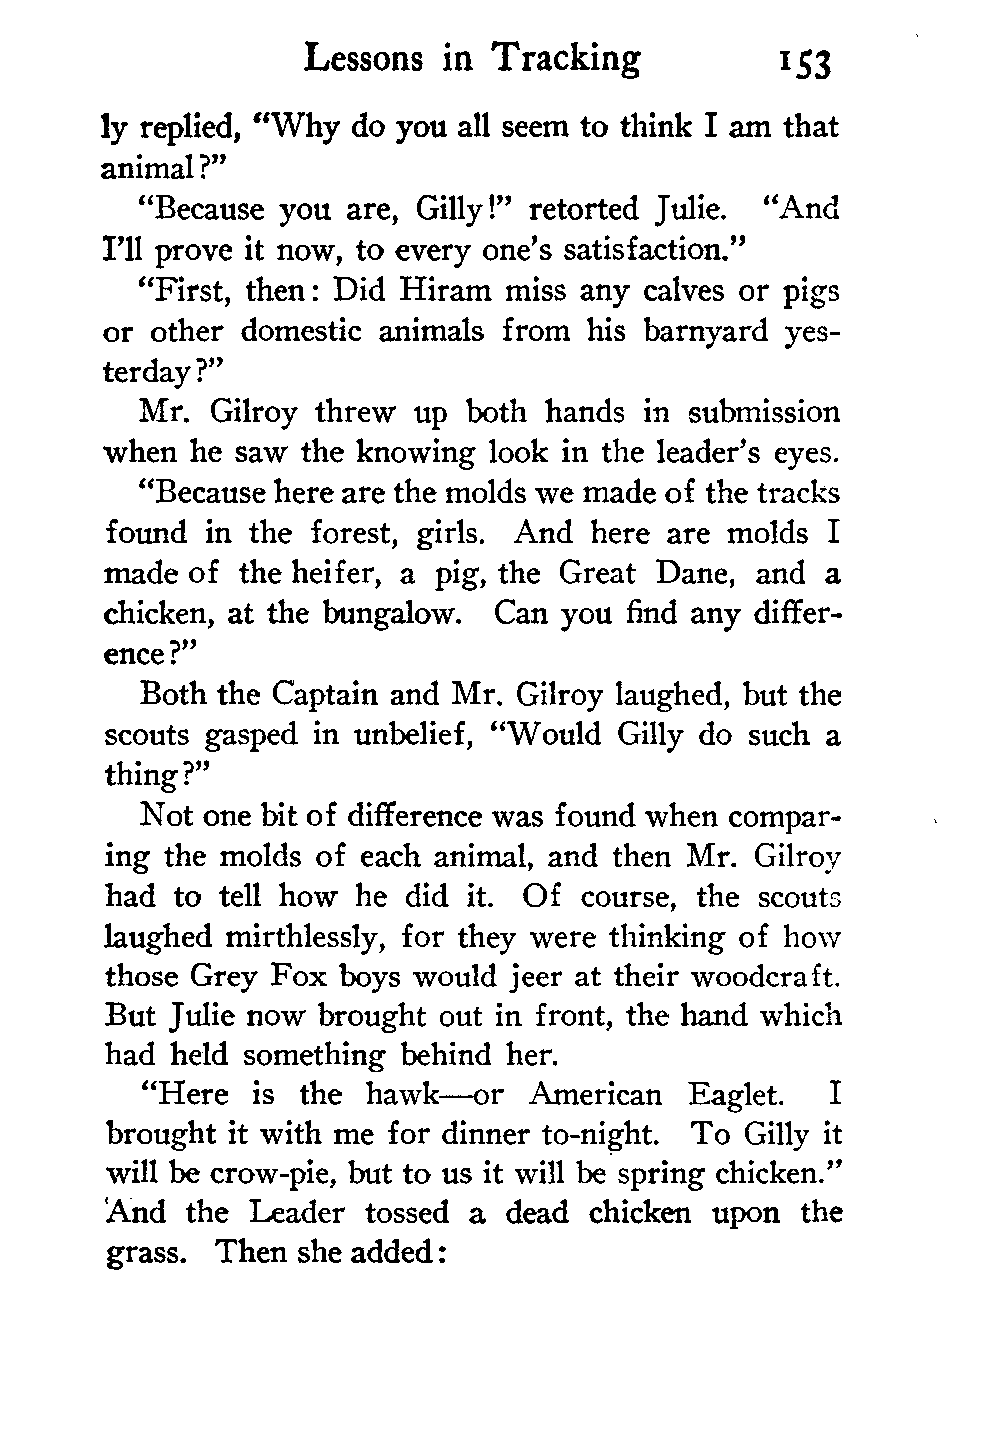 Lessons in Tracking 153
ly replied, “Why do you all seem to think I am that
animal?”
“Because you are, Gilly!” retorted Julie. “And
I’ll prove it now, to every one’s satisfaction.”
“First, then: Did Hiram miss any calves or pigs
or other domestic animals from his barnyard yes-
terday?”
Mr. Gilroy threw up both hands in submission
when he saw the knowing look in the leader’s eyes.
“Because here are the molds we made of the tracks
found in the forest, girls. And here are molds I
made of the heifer, a pig, the Great Dane, and a
chicken, at the bungalow. Can you find any differ-
ence?”
Both the Captain and Mr. Gilroy laughed, but the
scouts gasped in unbelief, “Would Gilly do such a
thing?”
Not one bit of difference was found when compar-
ing the molds of each animal, and then Mr. Gilroy
had to tell how he did it. Of course, the scouts
laughed mirthlessly, for they were thinking of how
those Grey Fox boys would jeer at their woodcraft.
But Julie now brought out in front, the hand which
had held something behind her.
“Here is the hawk—or American Eaglet. I
brought it with me for dinner to-night. To Gilly it
will be crow-pie, but to us it will be spring chicken.”
And the Leader tossed a dead chicken upon the
grass. Then she added: